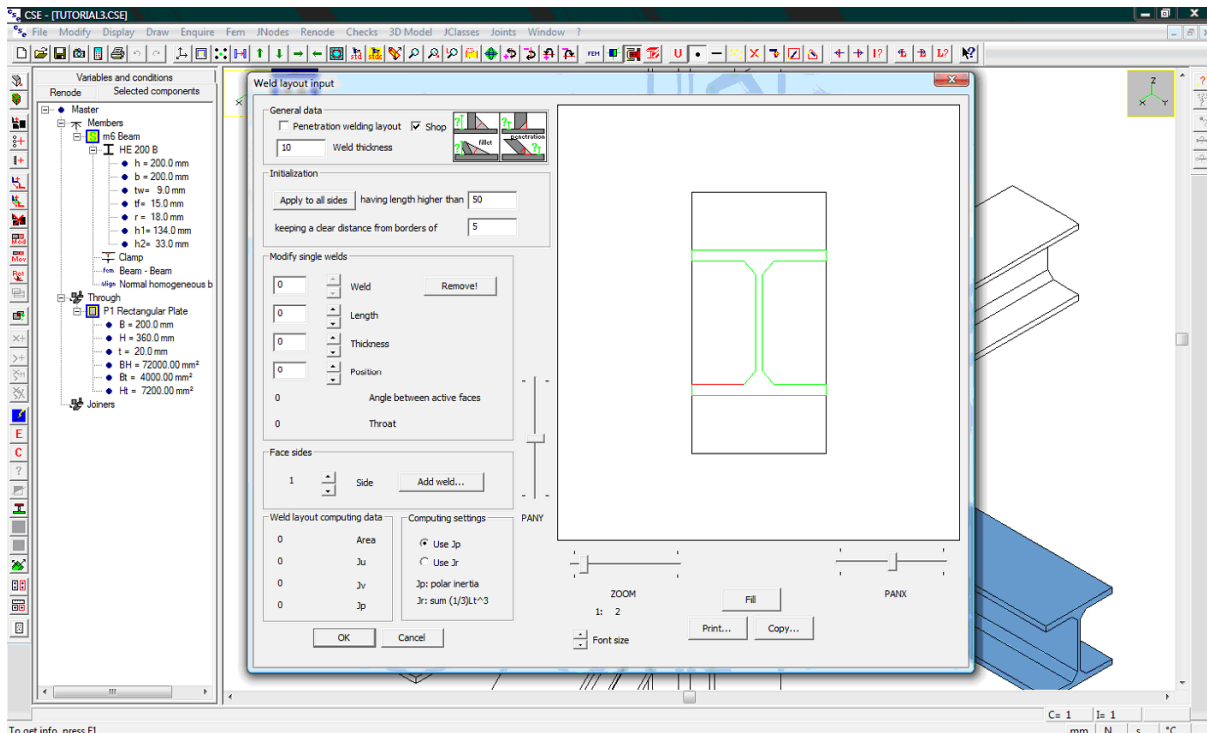 CSE - [TUTORIAL3.CSE]
File Modify Display Draw Enquire Fem JNodes Renode Checks 3D Model JClasses Joints Window ?
Variables and conditions
Renode Selected components
Master
Members
m6 Beam
HE 200 B
h = 200.0 mm
b = 200.0 mm
tw= 9.0 mm
tf= 15.0 mm
r = 18.0 mm
h1= 134.0 mm
h2= 33.0 mm
Clamp
Beam - Beam
Normal homogeneous b
Through
P1 Rectangular Plate
B = 200.0 mm
H = 360.0 mm
t = 20.0 mm
BH = 72000.00 mm²
Bt = 4000.00 mm²
Ht = 7200.00 mm²
Joiners
Weld layout input
General data
Penetration welding layout Shop
10 Weld thickness
fillet penetration
Initialization
Apply to all sides having length higher than 50
keeping a clear distance from borders of 5
Modify single welds
0 Weld Remove!
0 Length
0 Thickness
0 Position
0 Angle between active faces
0 Throat
Face sides
1 Side Add weld...
Weld layout computing data
0 Area
0 Ju
0 Jv
0 Jp
Computing settings
Use Jp
Use Jr
Jp: polar inertia
Jr: sum (1/3)Lt^3
PANY
OK Cancel
ZOOM
1: 2
Font size
Fill
Print... Copy...
PANX
Z
X Y
C= 1 I= 1
To get info, press F1
mm N s °C